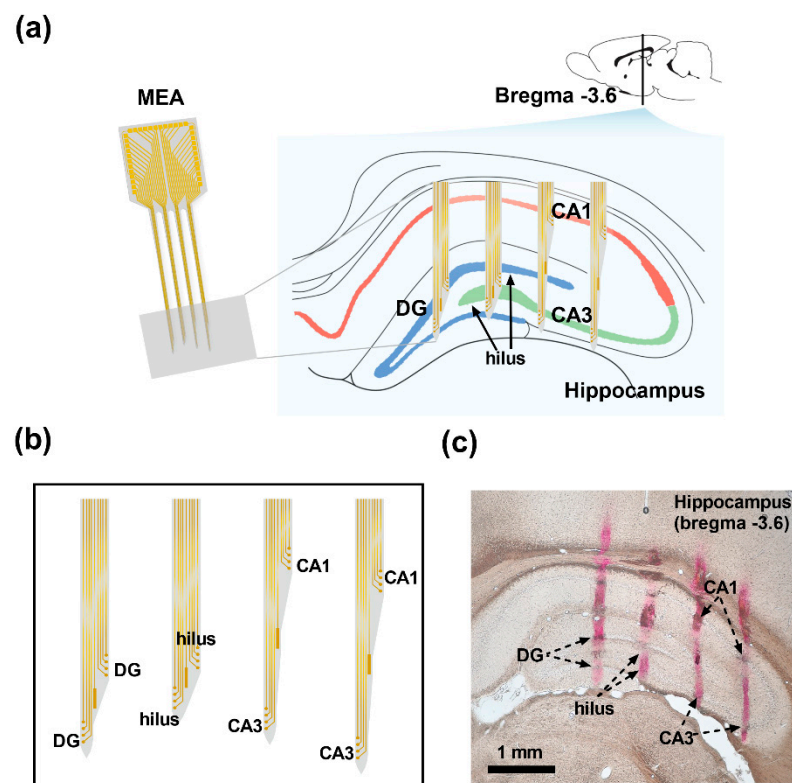 (a)
MEA
Bregma -3.6
CA1
DG
CA3
hilus
Hippocampus
(b)
CA1
CA1
hilus
DG
hilus
DG
CA3
CA3
(c)
Hippocampus
(bregma -3.6)
CA1
DG
hilus
CA3
1 mm